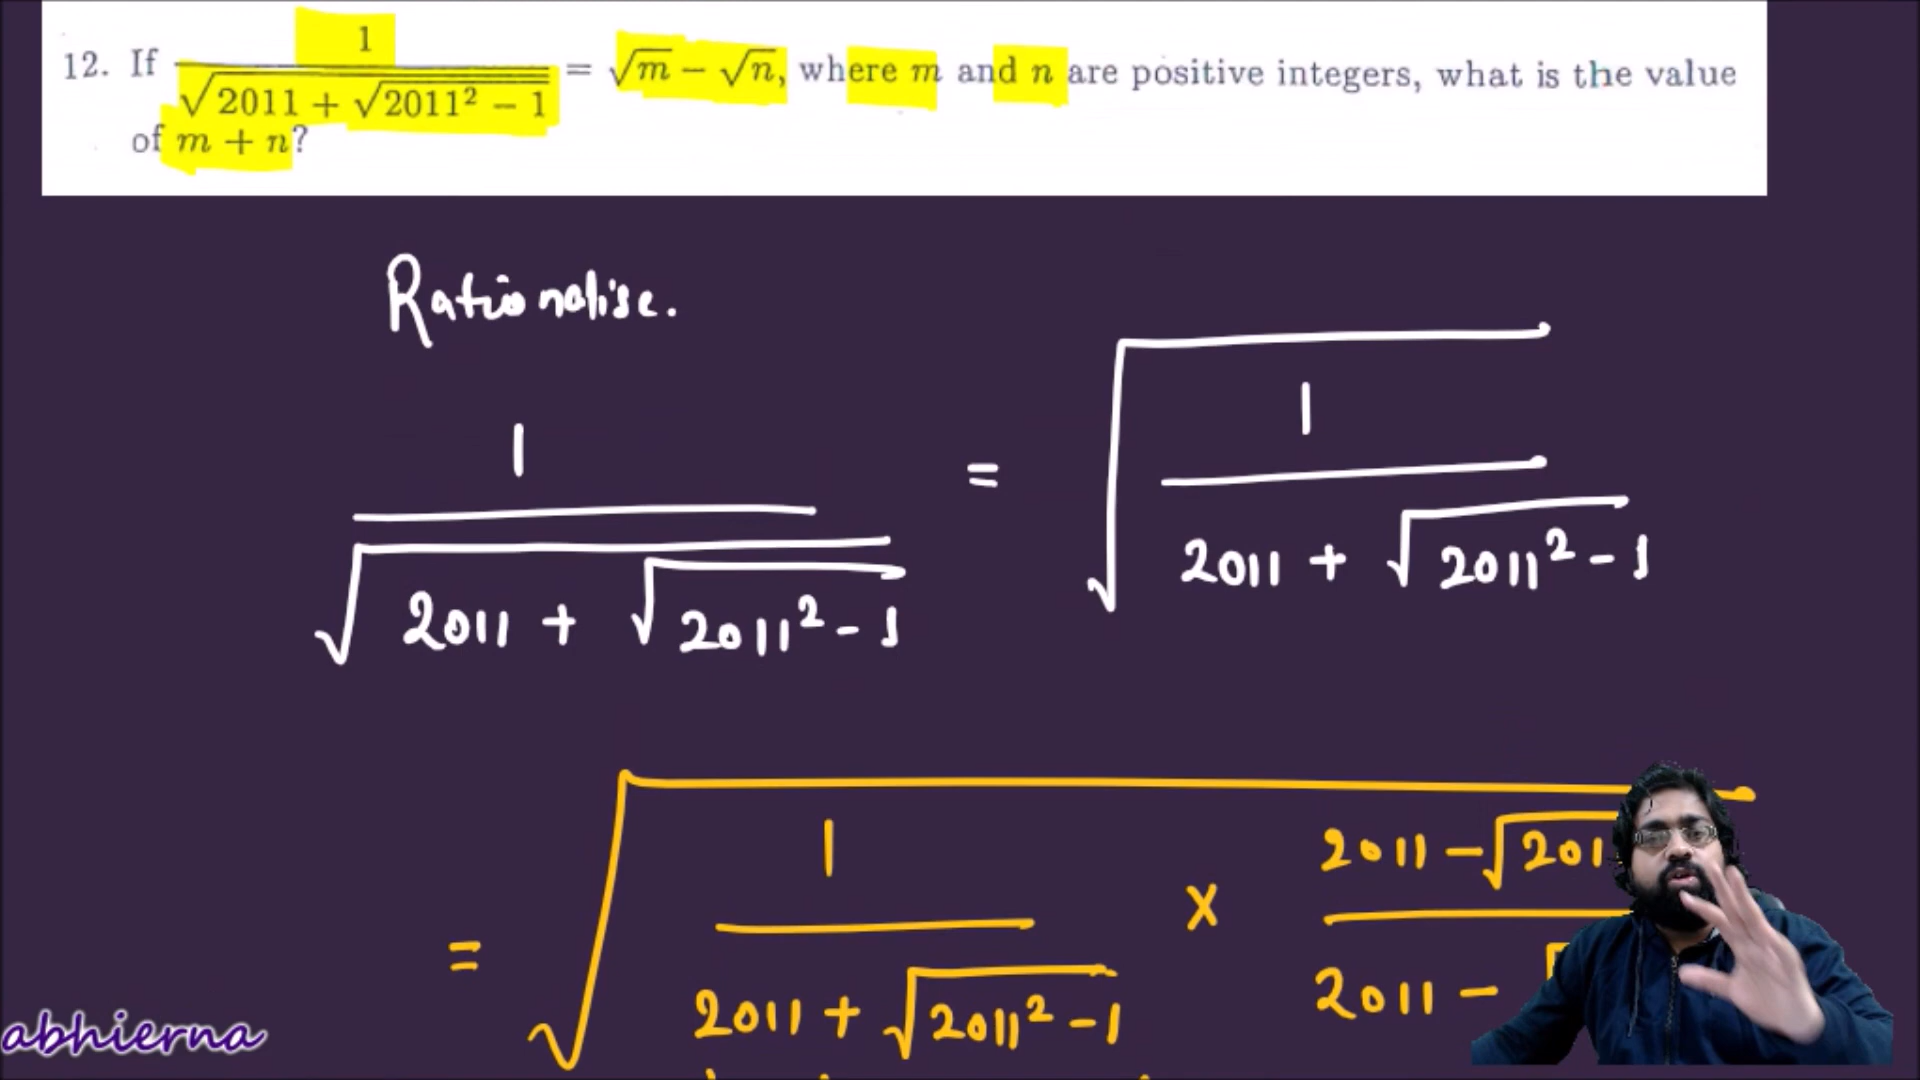 12. If 1/√(2011 + √(2011² − 1)) = √m − √n, where m and n are positive integers, what is the value
of m + n?
Rationalise.
1/√(2011 + √(2011² - 1)) = √(1/(2011 + √(2011² - 1)))
= √(1/(2011 + √(2011² - 1)) × (2011 - √201)/(2011 -
abhierna